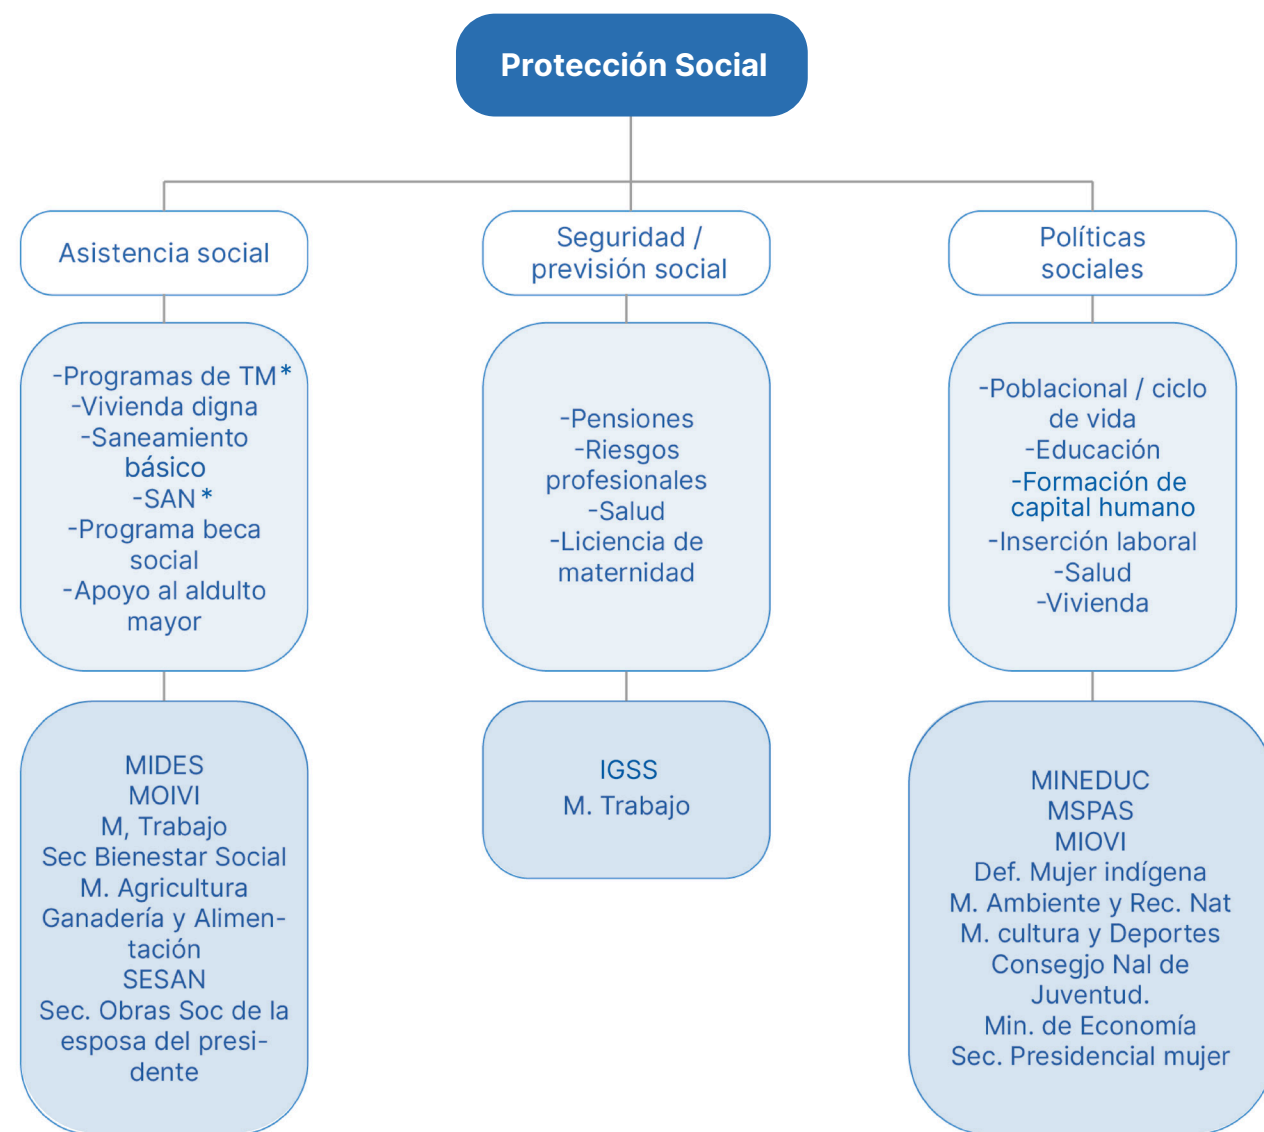 Protección Social
Asistencia social
Seguridad /
previsión social
Políticas
sociales
-Programas de TM*
-Vivienda digna
-Saneamiento
básico
-SAN*
-Programa beca
social
-Apoyo al aldulto
mayor
-Pensiones
-Riesgos
profesionales
-Salud
-Liciencia de
maternidad
-Poblacional / ciclo
de vida
-Educación
-Formación de
capital humano
-Inserción laboral
-Salud
-Vivienda
MIDES
MOIVI
M, Trabajo
Sec Bienestar Social
M. Agricultura
Ganadería y Alimen-
tación
SESAN
Sec. Obras Soc de la
esposa del presi-
dente
IGSS
M. Trabajo
MINEDUC
MSPAS
MIOVI
Def. Mujer indígena
M. Ambiente y Rec. Nat
M. cultura y Deportes
Consegjo Nal de
Juventud.
Min. de Economía
Sec. Presidencial mujer